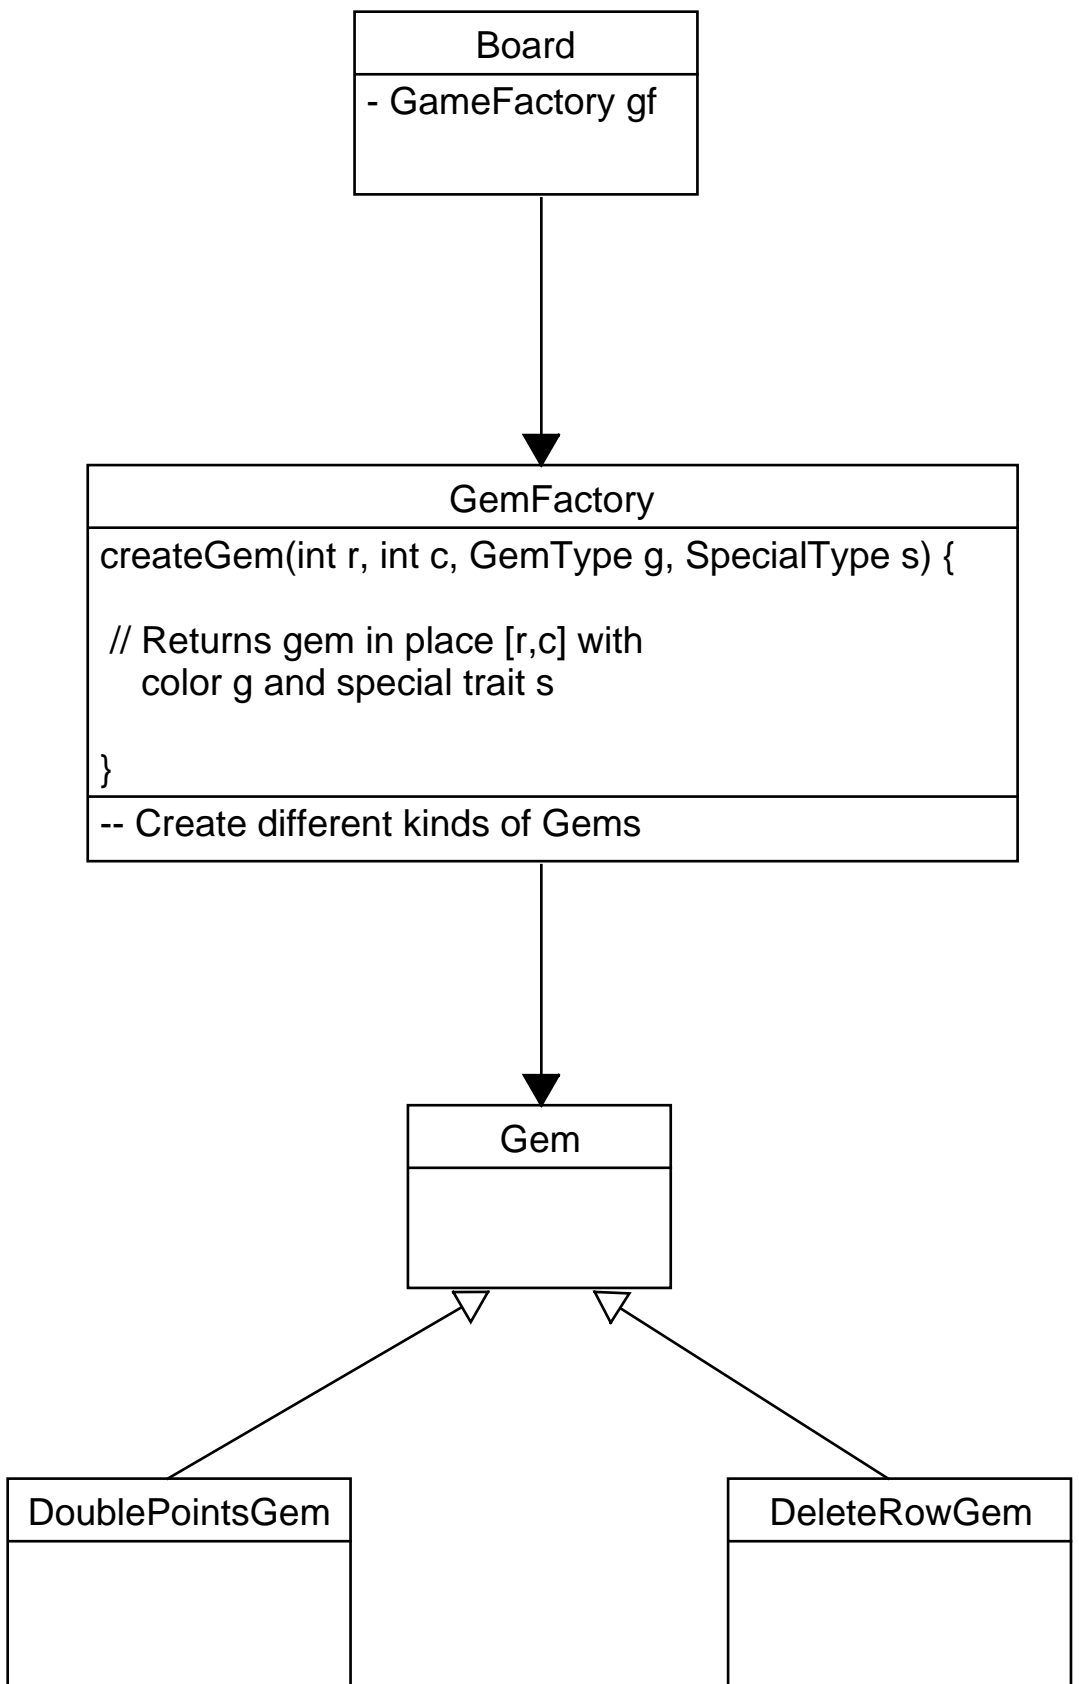 Board
- GameFactory gf
GemFactory
createGem(int r, int c, GemType g, SpecialType s) {
// Returns gem in place [r,c] with
color g and special trait s
}
-- Create different kinds of Gems
Gem
DoublePointsGem
DeleteRowGem